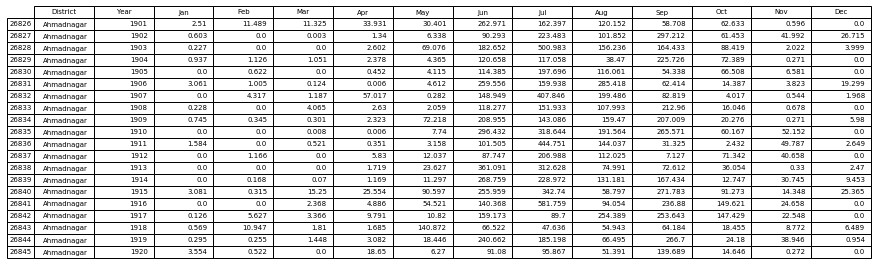 District Year Jan Feb Mar Apr May Jun Jul Aug Sep Oct Nov Dec
26826 Ahmadnagar 1901 2.51 11.489 11.325 33.931 30.401 262.971 162.397 120.152 58.708 62.633 0.596 0.0
26827 Ahmadnagar 1902 0.603 0.0 0.003 1.34 6.338 90.293 223.483 101.852 297.212 61.453 41.992 26.715
26828 Ahmadnagar 1903 0.227 0.0 0.0 2.602 69.076 182.652 500.983 156.236 164.433 88.419 2.022 3.999
26829 Ahmadnagar 1904 0.937 1.126 1.051 2.378 4.365 120.658 117.058 38.47 225.726 72.389 0.271 0.0
26830 Ahmadnagar 1905 0.0 0.622 0.0 0.452 4.115 114.385 197.696 116.061 54.338 66.508 6.581 0.0
26831 Ahmadnagar 1906 3.061 1.005 0.124 0.006 4.612 259.556 159.938 285.418 62.414 14.387 3.823 19.299
26832 Ahmadnagar 1907 0.0 4.317 1.187 57.017 0.282 148.949 407.846 199.486 82.819 4.017 0.544 1.968
26833 Ahmadnagar 1908 0.228 0.0 4.065 2.63 2.059 118.277 151.933 107.993 212.96 16.046 0.678 0.0
26834 Ahmadnagar 1909 0.745 0.345 0.301 2.323 72.218 208.955 143.086 159.47 207.009 20.276 0.271 5.98
26835 Ahmadnagar 1910 0.0 0.0 0.008 0.006 7.74 296.432 318.644 191.564 265.571 60.167 52.152 0.0
26836 Ahmadnagar 1911 1.584 0.0 0.521 0.351 3.158 101.505 444.751 144.037 31.325 2.432 49.787 2.649
26837 Ahmadnagar 1912 0.0 1.166 0.0 5.83 12.037 87.747 206.988 112.025 7.127 71.342 40.658 0.0
26838 Ahmadnagar 1913 0.0 0.0 0.0 1.719 23.627 361.091 312.628 74.991 72.612 36.054 0.33 2.47
26839 Ahmadnagar 1914 0.0 0.168 0.07 1.169 11.297 268.759 228.972 131.181 167.434 12.747 30.745 9.453
26840 Ahmadnagar 1915 3.081 0.315 15.25 25.554 90.597 255.959 342.74 58.797 271.783 91.273 14.348 25.365
26841 Ahmadnagar 1916 0.0 0.0 2.368 4.886 54.521 140.368 581.759 94.054 236.88 149.621 24.658 0.0
26842 Ahmadnagar 1917 0.126 5.627 3.366 9.791 10.82 159.173 89.7 254.389 253.643 147.429 22.548 0.0
26843 Ahmadnagar 1918 0.569 10.947 1.81 1.685 140.872 66.522 47.636 54.943 64.184 18.455 8.772 6.489
26844 Ahmadnagar 1919 0.295 0.255 1.448 3.082 18.446 240.662 185.198 66.495 266.7 24.18 38.946 0.954
26845 Ahmadnagar 1920 3.554 0.522 0.0 18.65 6.27 91.08 95.867 51.391 139.689 14.646 0.272 0.0